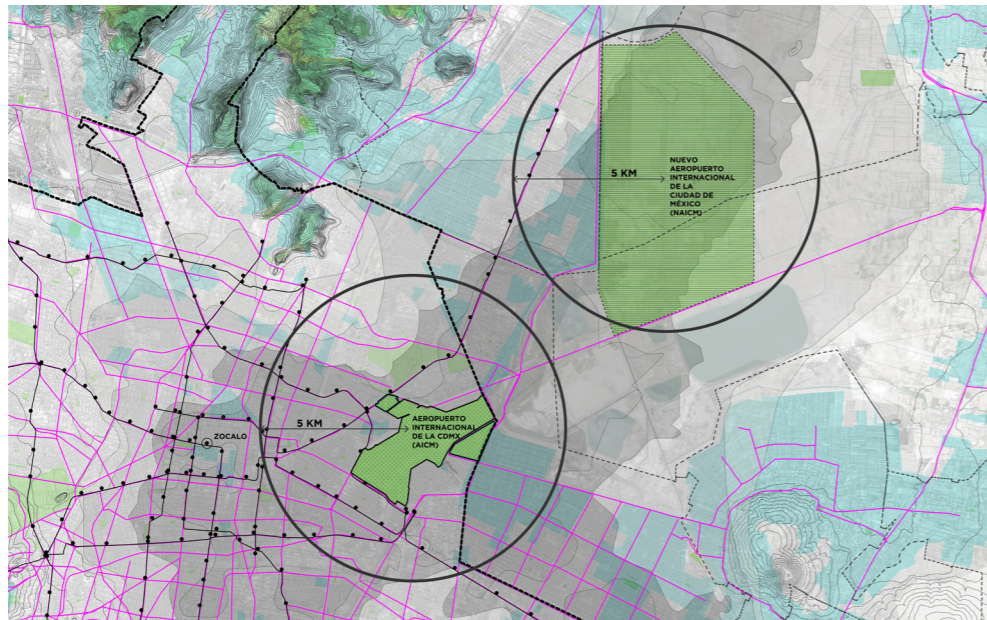 5 KM
NUEVO
AEROPUERTO
INTERNACIONAL
DE LA
CIUDAD DE
MÉXICO
(NAICM)
5 KM
AEROPUERTO
INTERNACIONAL
DE LA CDMX
(AICM)
ZOCALO